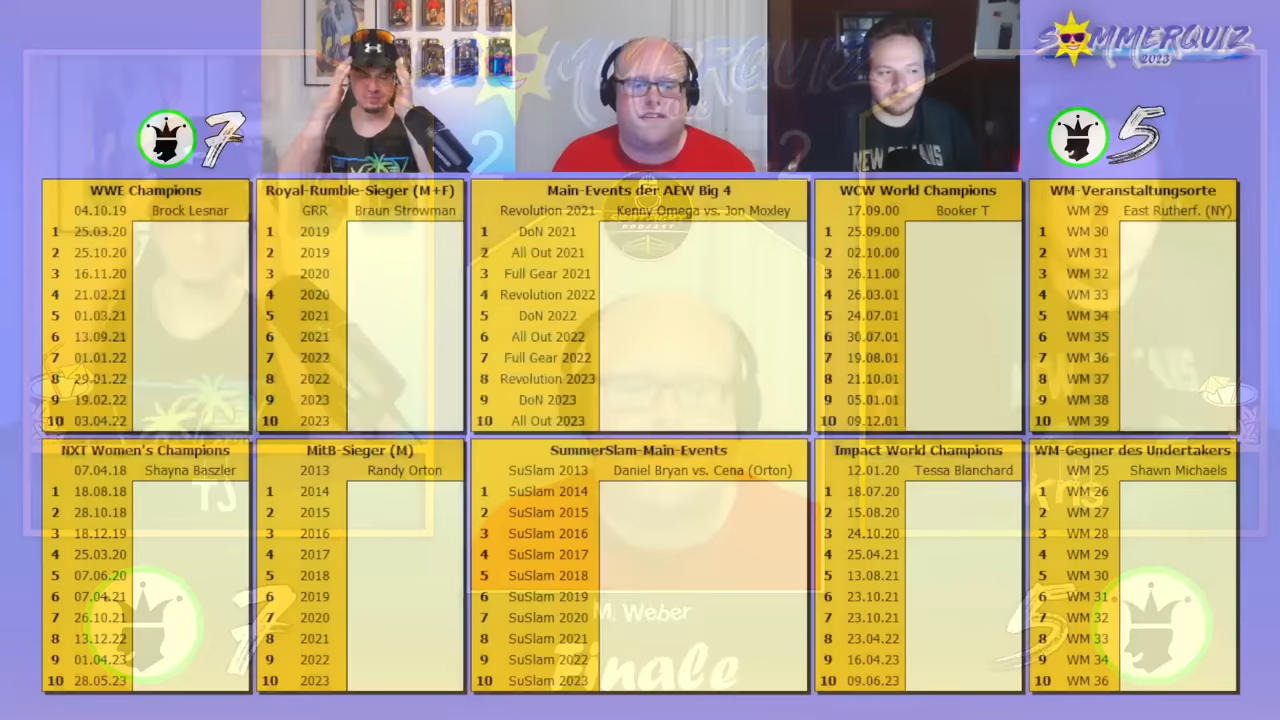 SOMMERQUIZ
2023
NEW ORLEANS
7
5
WWE Champions
04.10.19 Brock Lesnar
1 25.03.20
2 25.10.20
3 16.11.20
4 21.02.21
5 01.03.21
6 13.09.21
7 01.01.22
8 29.01.22
9 19.02.22
10 03.04.22
Royal-Rumble-Sieger (M+F)
GRR Braun Strowman
1 2019
2 2019
3 2020
4 2020
5 2021
6 2021
7 2022
8 2022
9 2023
10 2023
Main-Events der AEW Big 4
Revolution 2021 Kenny Omega vs. Jon Moxley
1 DoN 2021
2 All Out 2021
3 Full Gear 2021
4 Revolution 2022
5 DoN 2022
6 All Out 2022
7 Full Gear 2022
8 Revolution 2023
9 DoN 2023
10 All Out 2023
WCW World Champions
17.09.00 Booker T
1 25.09.00
2 02.10.00
3 26.11.00
4 26.03.01
5 24.07.01
6 30.07.01
7 19.08.01
8 21.10.01
9 05.01.01
10 09.12.01
WM-Veranstaltungsorte
WM 29 East Rutherf. (NY)
1 WM 30
2 WM 31
3 WM 32
4 WM 33
5 WM 34
6 WM 35
7 WM 36
8 WM 37
9 WM 38
10 WM 39
NXT Women's Champions
07.04.18 Shayna Baszler
1 18.08.18
2 28.10.18
3 18.12.19
4 25.03.20
5 07.06.20
6 07.04.21
7 26.10.21
8 13.12.22
9 01.04.23
10 28.05.23
MitB-Sieger (M)
2013 Randy Orton
1 2014
2 2015
3 2016
4 2017
5 2018
6 2019
7 2020
8 2021
9 2022
10 2023
SummerSlam-Main-Events
SuSlam 2013 Daniel Bryan vs. Cena (Orton)
1 SuSlam 2014
2 SuSlam 2015
3 SuSlam 2016
4 SuSlam 2017
5 SuSlam 2018
6 SuSlam 2019
7 SuSlam 2020
8 SuSlam 2021
9 SuSlam 2022
10 SuSlam 2023
Impact World Champions
12.01.20 Tessa Blanchard
1 18.07.20
2 15.08.20
3 24.10.20
4 25.04.21
5 13.08.21
6 23.10.21
7 23.10.21
8 23.04.22
9 16.04.23
10 09.06.23
WM-Gegner des Undertakers
WM 25 Shawn Michaels
1 WM 26
2 WM 27
3 WM 28
4 WM 29
5 WM 30
6 WM 31
7 WM 32
8 WM 33
9 WM 34
10 WM 36
SOMMERQUIZ
2
2
PODCAST
TJ
M. Weber
Finale
7
5